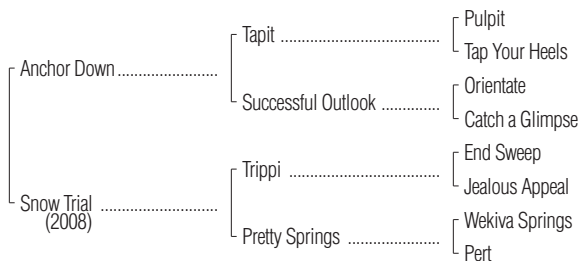 Pulpit
Tapit
Tap Your Heels
Anchor Down
Orientate
Successful Outlook
Catch a Glimpse
End Sweep
Trippi
Jealous Appeal
Snow Trial
(2008)
Wekiva Springs
Pretty Springs
Pert